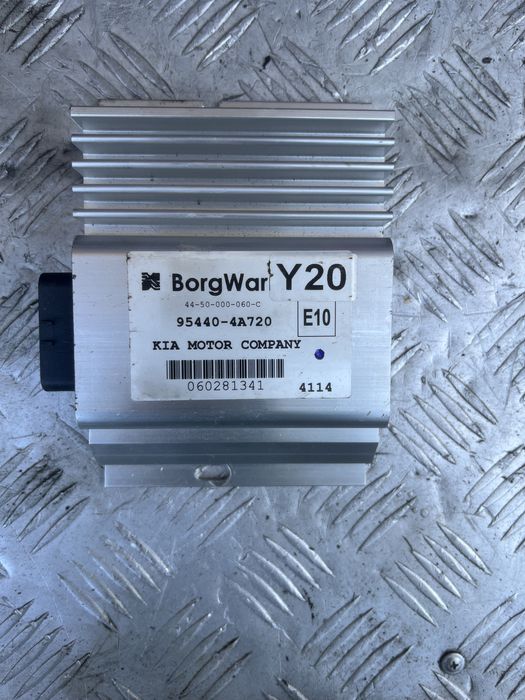 BorgWar Y20
44-50-000-060-C
95440-4A720 E10
KIA MOTOR COMPANY
060281341 4114